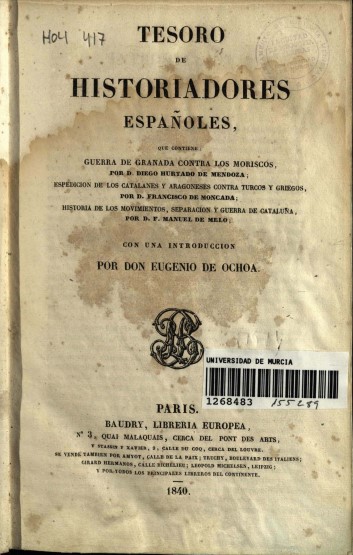 HoU 417
TESORO
DE
HISTORIADORES
ESPAÑOLES,
QUE CONTIENE:
GUERRA DE GRANADA CONTRA LOS MORISCOS,
POR D. DIEGO HURTADO DE MENDOZA;
ESPEDICION DE LOS CATALANES Y ARAGONESES CONTRA TURCOS Y GRIEGOS,
POR D. FRANCISCO DE MONCADA;
HISTORIA DE LOS MOVIMIENTOS, SEPARACION Y GUERRA DE CATALUÑA,
POR D. F. MANUEL DE MELO;
CON UNA INTRODUCCION
POR DON EUGENIO DE OCHOA.
UNIVERSIDAD DE MURCIA
1268483 155289
PARIS.
BAUDRY, LIBRERIA EUROPEA,
Nº 3, QUAI MALAQUAIS, CERCA DEL PONT DES ARTS,
Y STASSIN Y XAVIER, 9, CALLE DU COQ, CERCA DEL LOUVRE.
SE VENDE TAMBIEN POR AMYOT, CALLE DE LA PAIX; TRUCHY, BOULEVARD DES ITALIENS;
GIRARD HERMANOS, CALLE RICHELIEU; LEOPOLD MICHELSEN, LEIPZIG;
Y POR TODOS LOS PRINCIPALES LIBREROS DEL CONTINENTE.
1840.